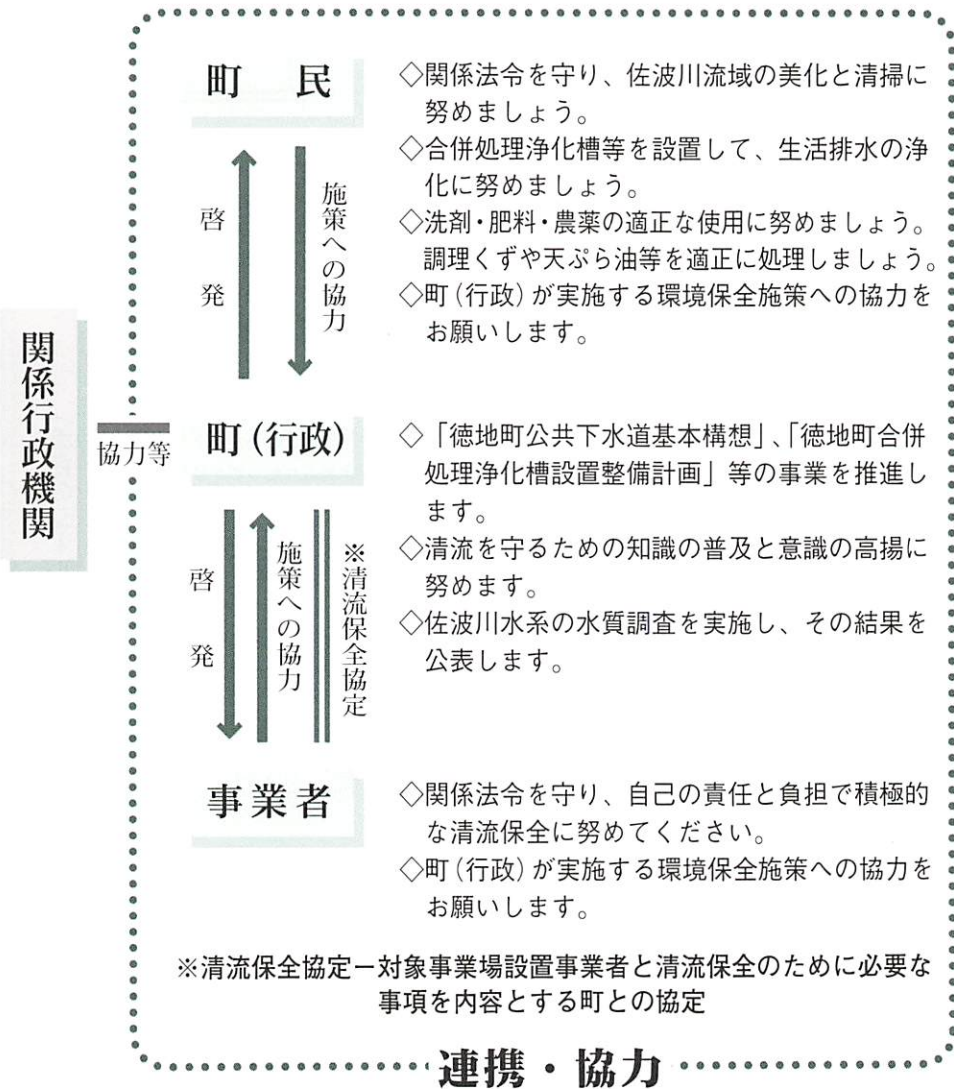 町　民
◇関係法令を守り、佐波川流域の美化と清掃に
努めましょう。
◇合併処理浄化槽等を設置して、生活排水の浄
化に努めましょう。
◇洗剤・肥料・農薬の適正な使用に努めましょう。
調理くずや天ぷら油等を適正に処理しましょう。
◇町(行政)が実施する環境保全施策への協力を
お願いします。
啓発
施策への協力
関係行政機関
協力等
町(行政)
◇「徳地町公共下水道基本構想」、「徳地町合併
処理浄化槽設置整備計画」等の事業を推進し
ます。
◇清流を守るための知識の普及と意識の高揚に
努めます。
◇佐波川水系の水質調査を実施し、その結果を
公表します。
啓発
施策への協力
※清流保全協定
事業者
◇関係法令を守り、自己の責任と負担で積極的
な清流保全に努めてください。
◇町(行政)が実施する環境保全施策への協力を
お願いします。
※清流保全協定ー対象事業場設置事業者と清流保全のために必要な
事項を内容とする町との協定
連携・協力